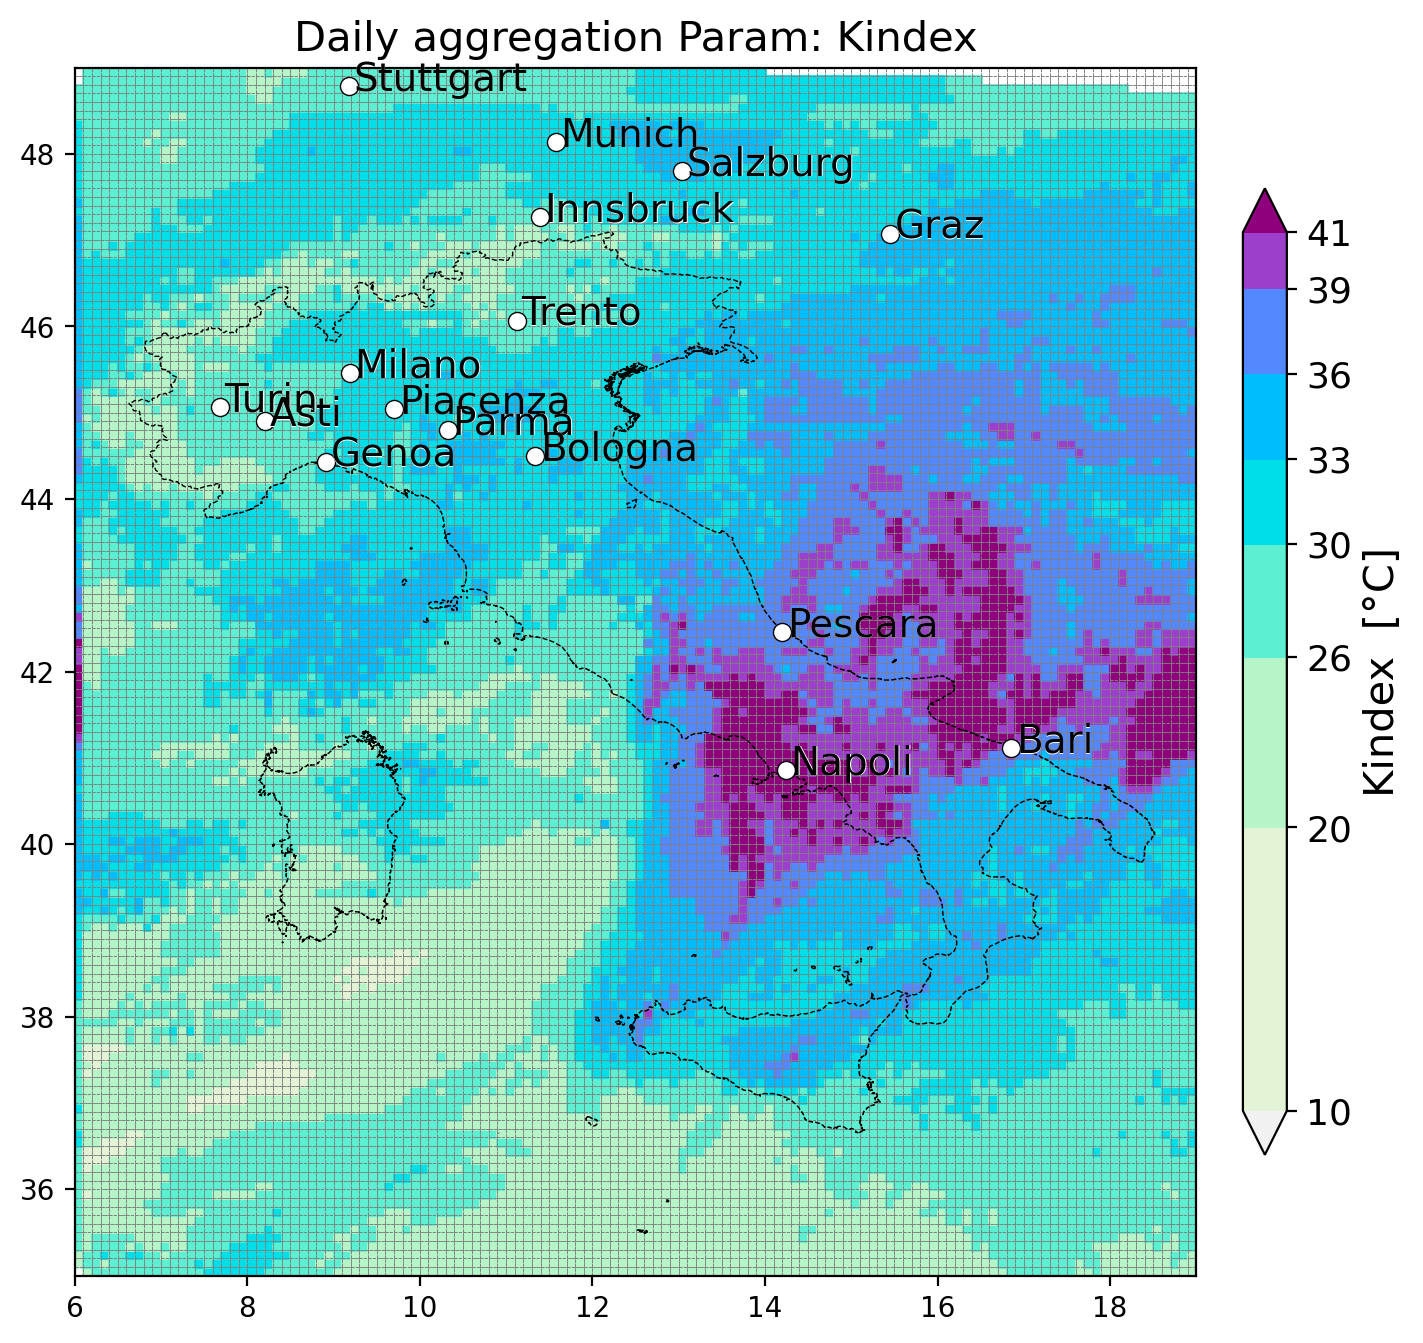 Daily aggregation Param: Kindex
Stuttgart
Munich
Salzburg
Innsbruck
Graz
Trento
Milano
Turin
Asti
Piacenza
Parma
Genoa
Bologna
Pescara
Bari
Napoli
48
46
44
42
40
38
36
6
8
10
12
14
16
18
41
39
36
33
30
26
20
10
Kindex [°C]